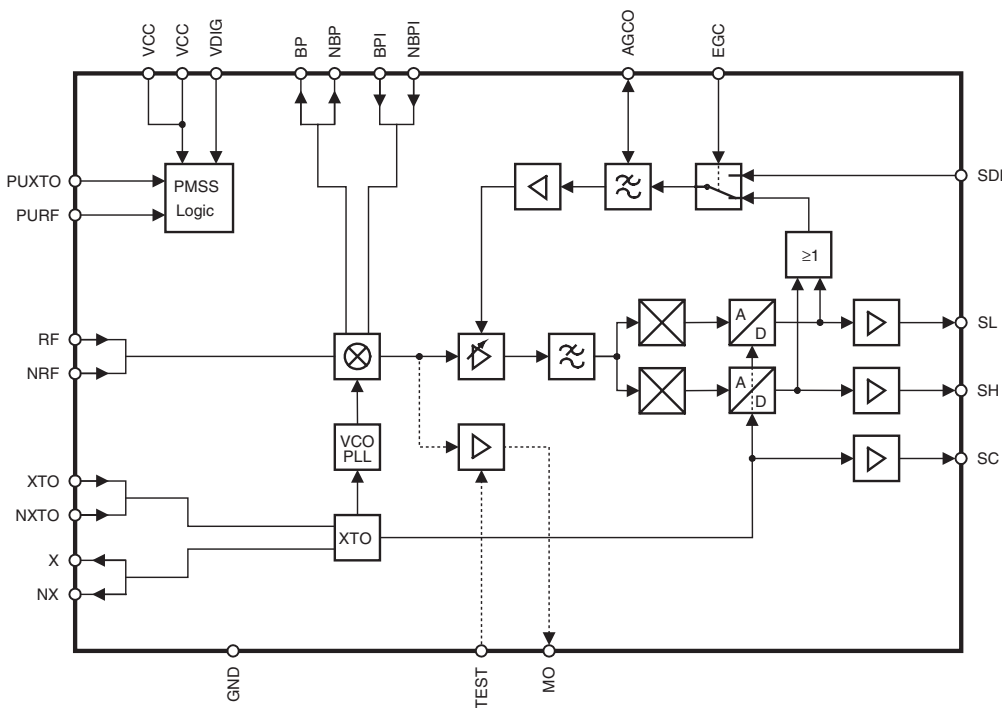 VCC
VCC
VDIG
BP
NBP
BPI
NBPI
AGCO
EGC
PUXTO
PURF
PMSS
Logic
SDI
≥1
RF
NRF
A
D
SL
A
D
SH
VCO
PLL
SC
XTO
NXTO
XTO
X
NX
GND
TEST
MO